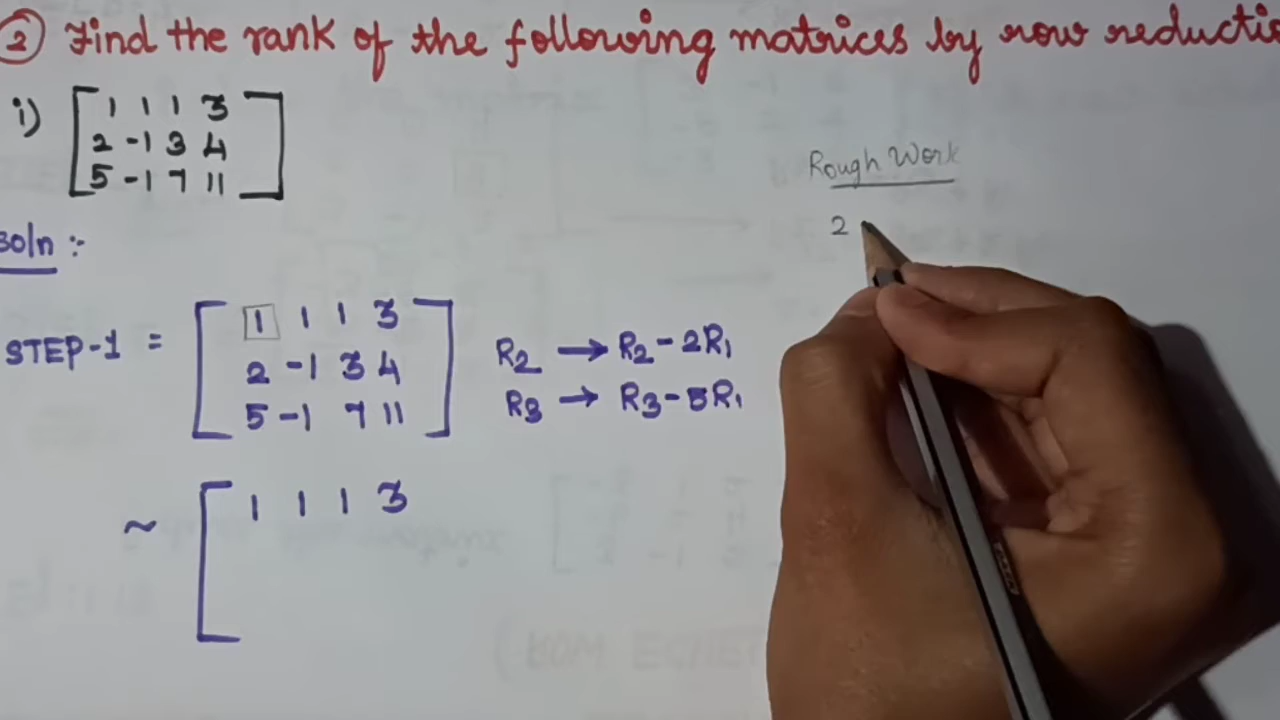 2 Find the rank of the following matrices by row reductio
i) 1 1 1 3
2 -1 3 4
5 -1 7 11
Soln :-
Rough Work
2
STEP-1 = 1 1 1 3
2 -1 3 4
5 -1 7 11
R2 → R2 - 2R1
R3 → R3 - 5R1
~ 1 1 1 3